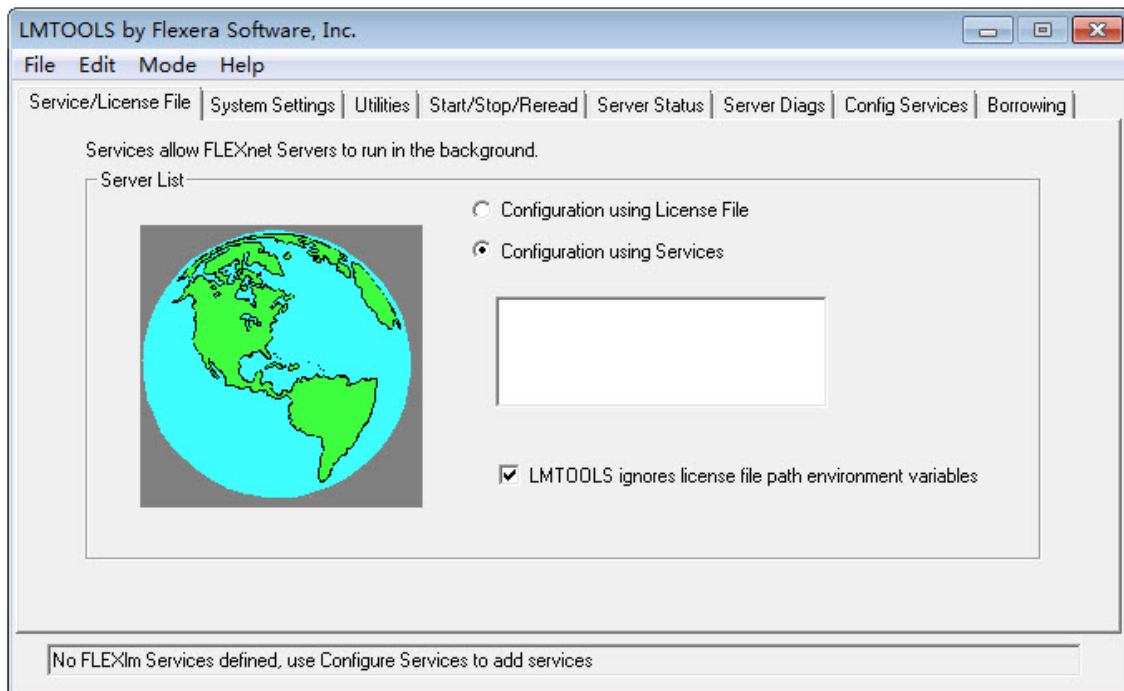 LMTOOLS by Flexera Software, Inc.
File Edit Mode Help
Service/License File System Settings Utilities Start/Stop/Reread Server Status Server Diags Config Services Borrowing
Services allow FLEXnet Servers to run in the background.
Server List
Configuration using License File
Configuration using Services
LMTOOLS ignores license file path environment variables
No FLEXlm Services defined, use Configure Services to add services